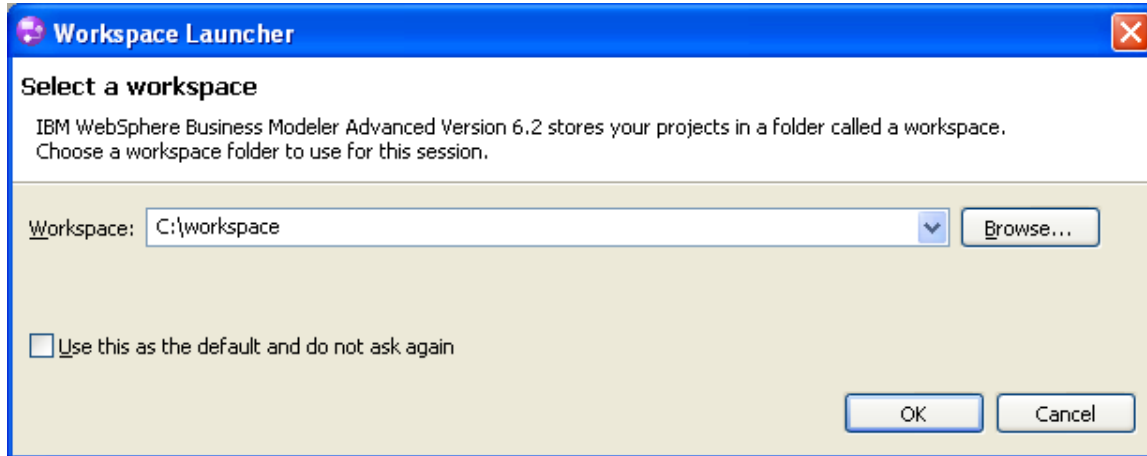 Workspace Launcher
Select a workspace
IBM WebSphere Business Modeler Advanced Version 6.2 stores your projects in a folder called a workspace.
Choose a workspace folder to use for this session.
Workspace: C:\workspace Browse...
Use this as the default and do not ask again
OK Cancel